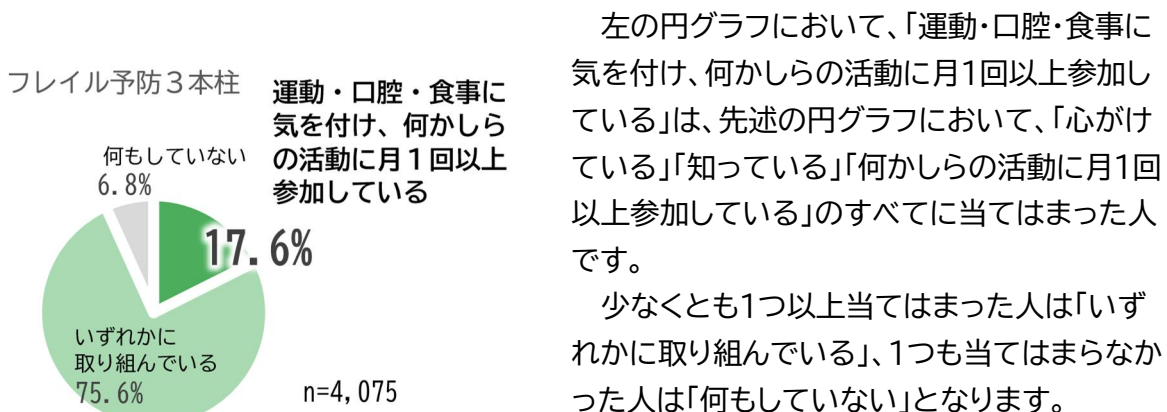 フレイル予防3本柱
運動・口腔・食事に
気を付け、何かしら
の活動に月1回以上
参加している
何もしていない
6.8%
17.6%
いずれかに
取り組んでいる
75.6%
n=4,075
左の円グラフにおいて、「運動・口腔・食事に
気を付け、何かしらの活動に月1回以上参加し
ている」は、先述の円グラフにおいて、「心がけ
ている」「知っている」「何かしらの活動に月1回
以上参加している」のすべてに当てはまった人
です。
少なくとも1つ以上当てはまった人は「いず
れかに取り組んでいる」、1つも当てはまらなか
った人は「何もしていない」となります。